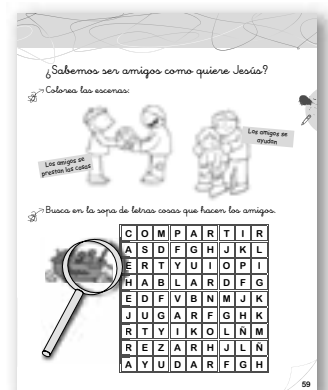 ¿Sabemos ser amigos como quiere Jesús?
Colorea las escenas:
Los amigos se
prestan las cosas
Los amigos se
ayudan
Busca en la sopa de letras cosas que hacen los amigos.
C O M P A R T I R
A S D F G H J K L
E R T Y U I O P I
H A B L A R D F G
E D F V B N M J K
J U G A R F G H K
R T Y I K O L Ñ M
R E Z A R H J L Ñ
A Y U D A R F G H
59